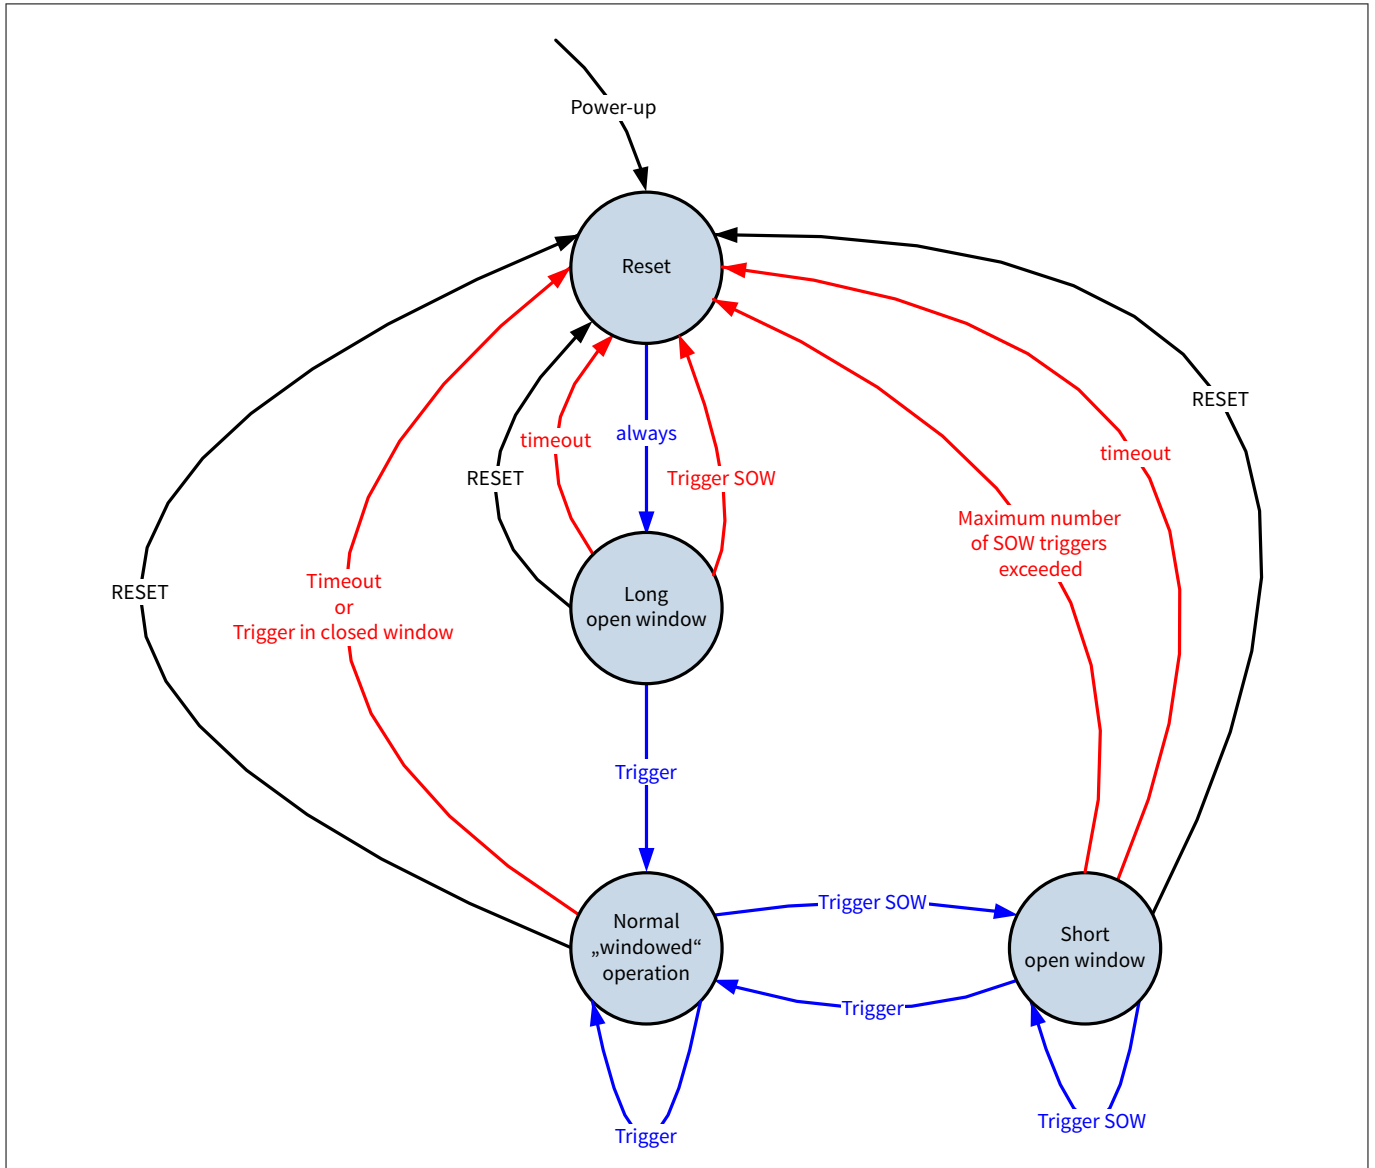 Power-up
Reset
RESET
timeout
always
timeout
RESET
Trigger SOW
Maximum number
of SOW triggers
exceeded
Timeout
or
Trigger in closed window
RESET
Long
open window
Trigger
Trigger SOW
Normal
„windowed“
operation
Short
open window
Trigger
Trigger SOW
Trigger